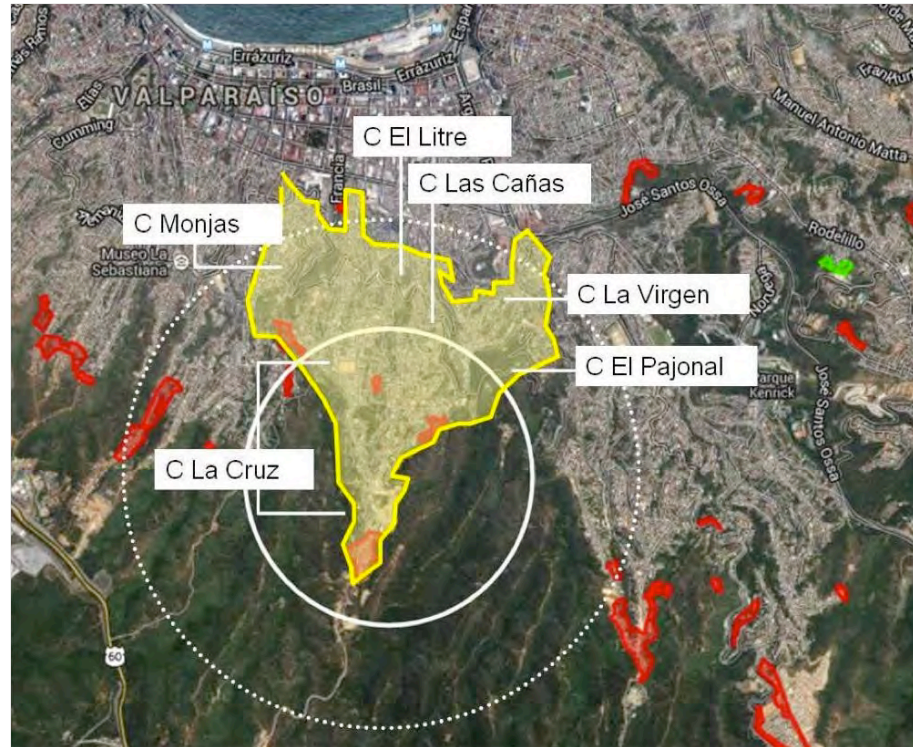 Errázuriz
Errázuriz
Brasil
VALPARAÍSO
Cumming
Elías
Francia
Manuel Antonio Matta
C El Litre
C Las Cañas
José Santos Ossa
C Monjas
Museo La
Sebastiana
Rodelillo
C La Virgen
C El Pajonal
Parque
Kenrick
José Santos
Ossa
C La Cruz
60